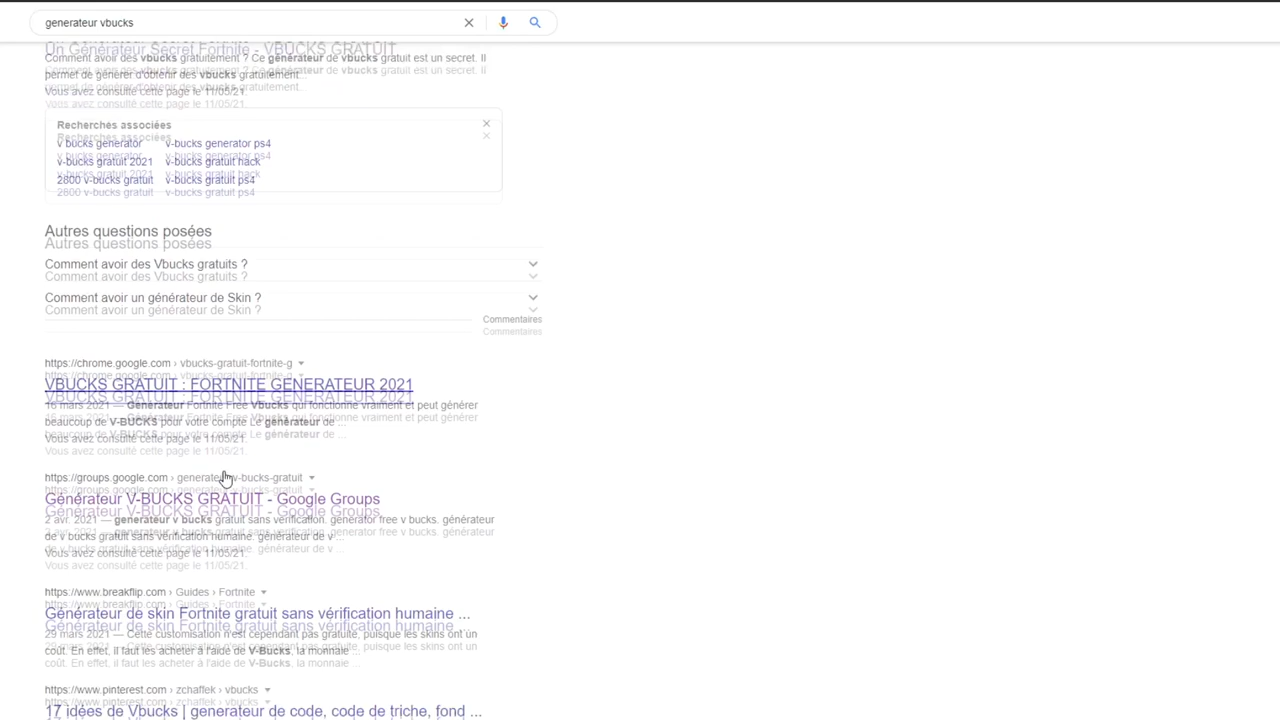 generateur vbucks
Un Générateur Secret Fortnite - VBUCKS GRATUIT
Comment avoir des vbucks gratuitement ? Ce générateur de vbucks gratuit est un secret. Il
permet de générer d'obtenir des vbucks gratuitement...
Vous avez consulté cette page le 11/05/21.
Recherches associées
v bucks generator
v-bucks generator ps4
v-bucks gratuit 2021
v-bucks gratuit hack
2800 v-bucks gratuit
v-bucks gratuit ps4
Autres questions posées
Comment avoir des Vbucks gratuits ?
Comment avoir un générateur de Skin ?
Commentaires
https://chrome.google.com › vbucks-gratuit-fortnite-g
VBUCKS GRATUIT : FORTNITE GENERATEUR 2021
16 mars 2021 — Générateur Fortnite Free Vbucks qui fonctionne vraiment et peut générer
beaucoup de V-BUCKS pour votre compte Le générateur de ...
Vous avez consulté cette page le 11/05/21.
https://groups.google.com › generateur-v-bucks-gratuit
Générateur V-BUCKS GRATUIT - Google Groups
2 avr. 2021 — generateur v bucks gratuit sans verification. generator free v bucks. générateur
de v bucks gratuit sans vérification humaine. générateur de v ...
Vous avez consulté cette page le 11/05/21.
https://www.breakflip.com › Guides › Fortnite
Générateur de skin Fortnite gratuit sans vérification humaine ...
29 mars 2021 — Cette customisation n'est cependant pas gratuite, puisque les skins ont un
coût. En effet, il faut les acheter à l'aide de V-Bucks, la monnaie ...
https://www.pinterest.com › zchaffek › vbucks
17 idées de Vbucks | generateur de code, code de triche, fond ...